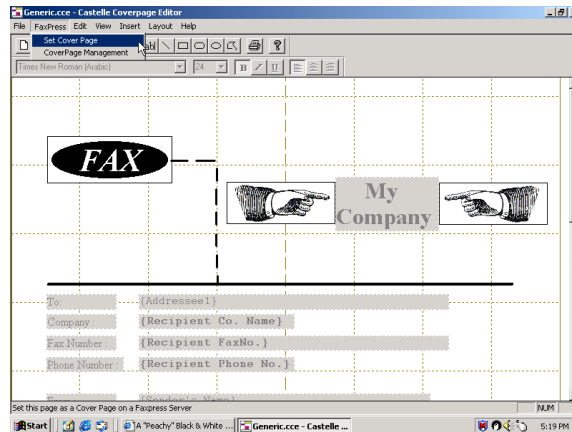 Generic.cce - Castelle Coverpage Editor
File FaxPress Edit View Insert Layout Help
Set Cover Page
CoverPage Management
abl
Times New Roman (Arabic) 24 B I U
FAX
My
Company
To: {Addressee1}
Company : {Recipient Co. Name}
Fax Number : {Recipient FaxNo.}
Phone Number : {Recipient Phone No.}
{Sender's Name}
Set this page as a Cover Page on a Faxpress Server NUM
Start A "Peachy" Black & White ... Generic.cce - Castelle ... 5:19 PM